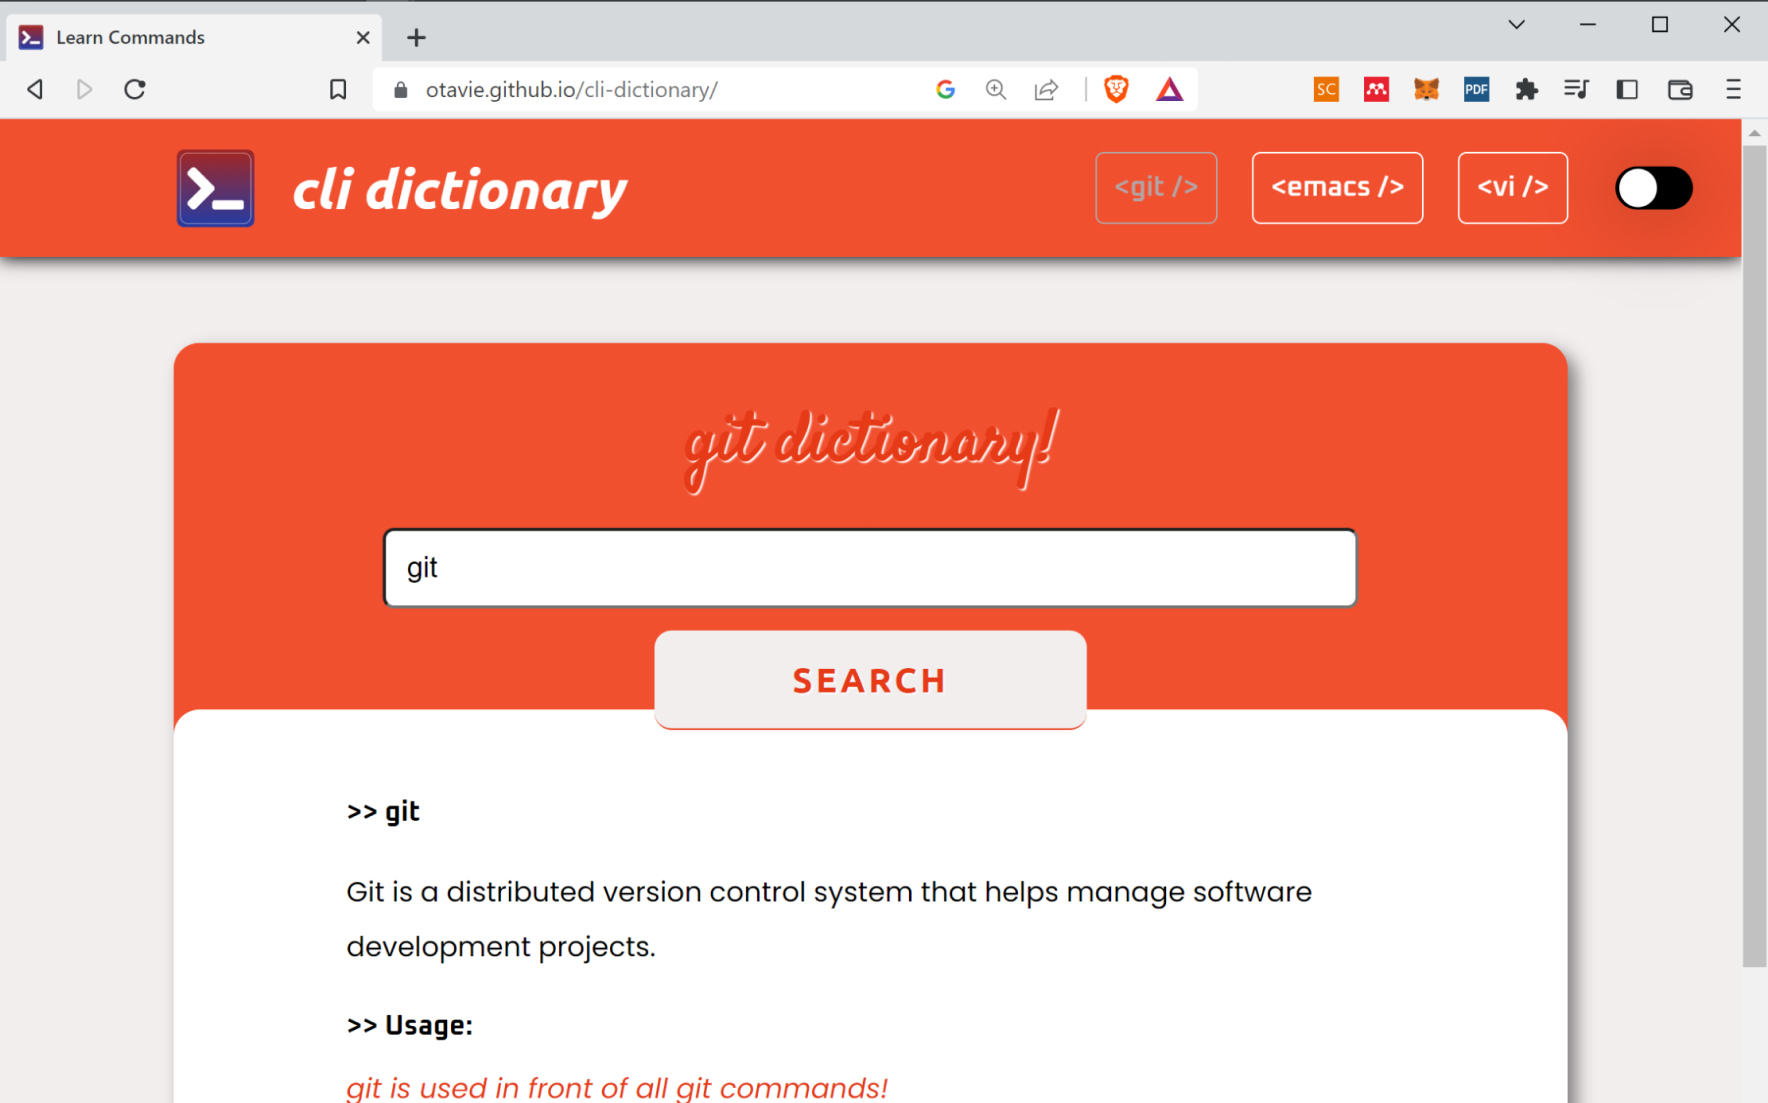 Learn Commands
otavie.github.io/cli-dictionary/
SC
PDF
cli dictionary
<git />
<emacs />
<vi />
git dictionary!
git
SEARCH
>> git
Git is a distributed version control system that helps manage software
development projects.
>> Usage:
git is used in front of all git commands!